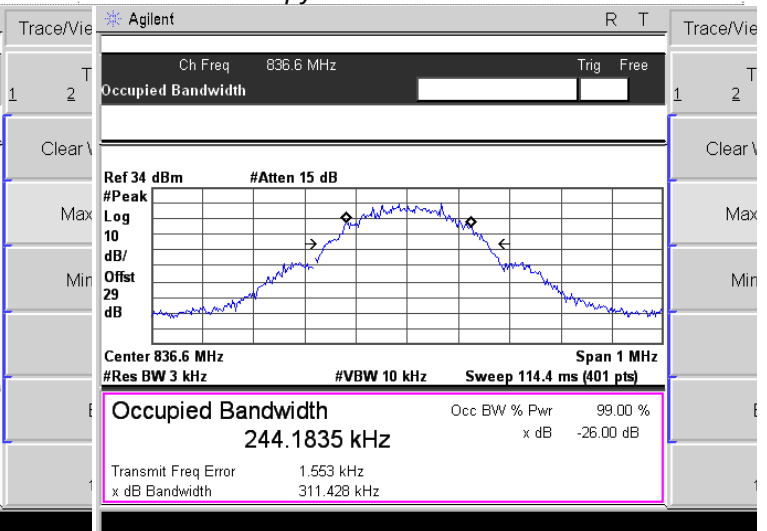 Trace/Vie
Agilent
R T
Trace/Vie
Ch Freq 836.6 MHz
Trig Free
Occupied Bandwidth
1 2
1 2
Clear
Clear
Ref 34 dBm #Atten 15 dB
#Peak
Log
10
dB/
Offst
29
dB
Max
Max
Min
Min
Center 836.6 MHz
Span 1 MHz
#Res BW 3 kHz #VBW 10 kHz Sweep 114.4 ms (401 pts)
Occupied Bandwidth
244.1835 kHz
Occ BW % Pwr 99.00 %
x dB -26.00 dB
Transmit Freq Error 1.553 kHz
x dB Bandwidth 311.428 kHz